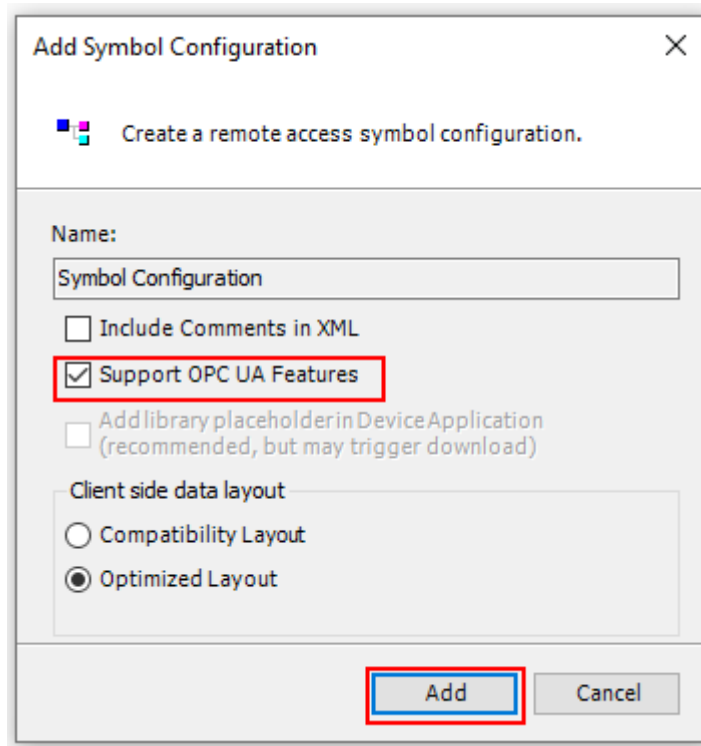 Add Symbol Configuration
Create a remote access symbol configuration.
Name:
Symbol Configuration
Include Comments in XML
Support OPC UA Features
Add library placeholder in Device Application
(recommended, but may trigger download)
Client side data layout
Compatibility Layout
Optimized Layout
Add
Cancel